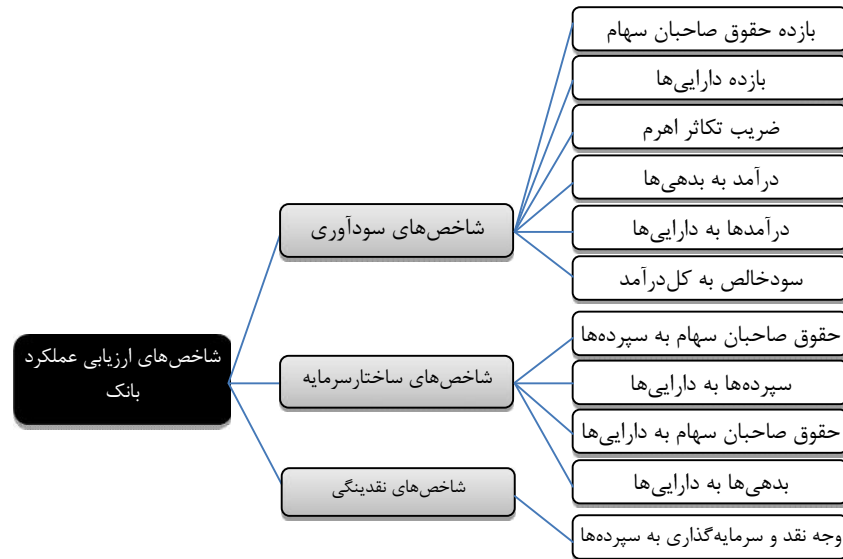 شاخص‌های ارزیابی عملکرد
بانک
شاخص‌های سودآوری
بازده حقوق صاحبان سهام
بازده دارایی‌ها
ضریب تکاثر اهرم
درآمد به بدهی‌ها
درآمدها به دارایی‌ها
سودخالص به کل‌درآمد
شاخص‌های ساختارسرمایه
حقوق صاحبان سهام به سپرده‌ها
سپرده‌ها به دارایی‌ها
حقوق صاحبان سهام به دارایی‌ها
بدهی‌ها به دارایی‌ها
شاخص‌های نقدینگی
وجه نقد و سرمایه‌گذاری به سپرده‌ها